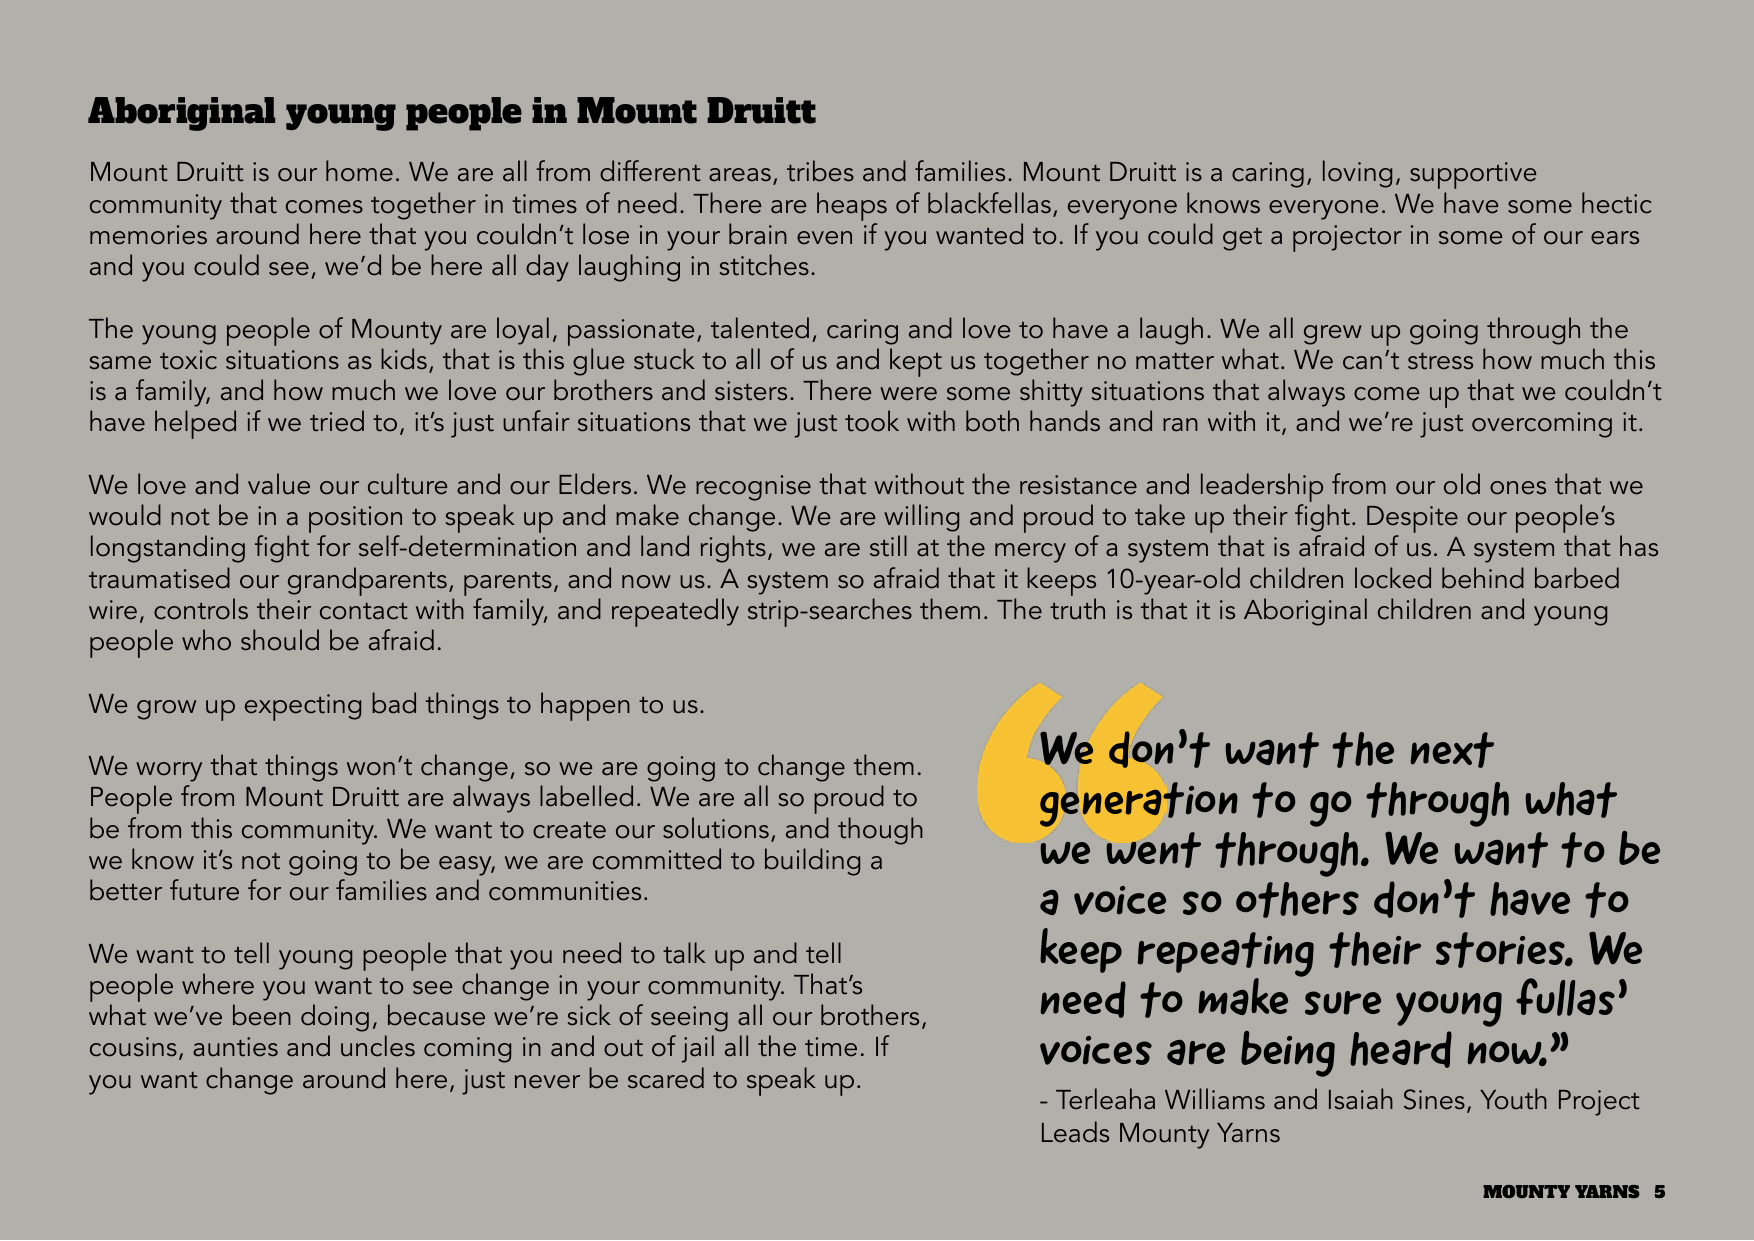 Aboriginal young people in Mount Druitt
Mount Druitt is our home. We are all from different areas, tribes and families. Mount Druitt is a caring, loving, supportive
community that comes together in times of need. There are heaps of blackfellas, everyone knows everyone. We have some hectic
memories around here that you couldn’t lose in your brain even if you wanted to. If you could get a projector in some of our ears
and you could see, we’d be here all day laughing in stitches.
The young people of Mounty are loyal, passionate, talented, caring and love to have a laugh. We all grew up going through the
same toxic situations as kids, that is this glue stuck to all of us and kept us together no matter what. We can’t stress how much this
is a family, and how much we love our brothers and sisters. There were some shitty situations that always come up that we couldn’t
have helped if we tried to, it’s just unfair situations that we just took with both hands and ran with it, and we’re just overcoming it.
We love and value our culture and our Elders. We recognise that without the resistance and leadership from our old ones that we
would not be in a position to speak up and make change. We are willing and proud to take up their fight. Despite our people’s
longstanding fight for self-determination and land rights, we are still at the mercy of a system that is afraid of us. A system that has
traumatised our grandparents, parents, and now us. A system so afraid that it keeps 10-year-old children locked behind barbed
wire, controls their contact with family, and repeatedly strip-searches them. The truth is that it is Aboriginal children and young
people who should be afraid.
We grow up expecting bad things to happen to us.
We worry that things won’t change, so we are going to change them.
People from Mount Druitt are always labelled. We are all so proud to
be from this community. We want to create our solutions, and though
we know it’s not going to be easy, we are committed to building a
better future for our families and communities.
We want to tell young people that you need to talk up and tell
people where you want to see change in your community. That’s
what we’ve been doing, because we’re sick of seeing all our brothers,
cousins, aunties and uncles coming in and out of jail all the time. If
you want change around here, just never be scared to speak up.
“We don’t want the next
generation to go through what
we went through. We want to be
a voice so others don’t have to
keep repeating their stories. We
need to make sure young fullas’
voices are being heard now.”
- Terleaha Williams and Isaiah Sines, Youth Project
Leads Mounty Yarns
MOUNTY YARNS 5